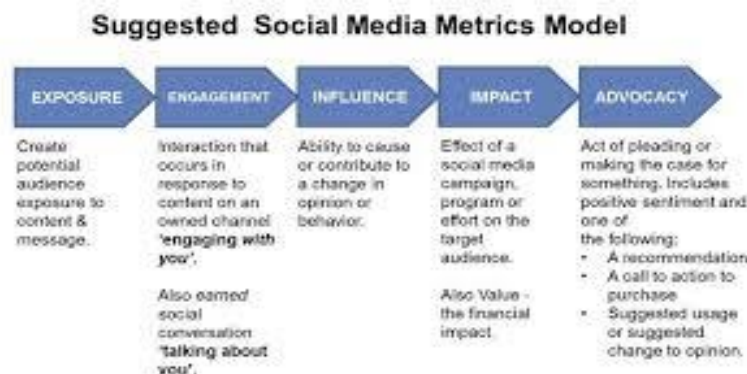 Suggested Social Media Metrics Model
EXPOSURE
Create
potential
audience
exposure to
content &
message.
ENGAGEMENT
Interaction that
occurs in
response to
content on an
owned channel
'engaging with
you'.
Also earned
social
conversation
'talking about
you'.
INFLUENCE
Ability to cause
or contribute to
a change in
opinion or
behavior.
IMPACT
Effect of a
social media
campaign,
program or
effort on the
target
audience.
Also Value -
the financial
impact
ADVOCACY
Act of pleading or
making the case for
something. Includes
positive sentiment and
one of
the following:
• A recommendation
• A call to action to
purchase
• Suggested usage
or suggested
change to opinion.